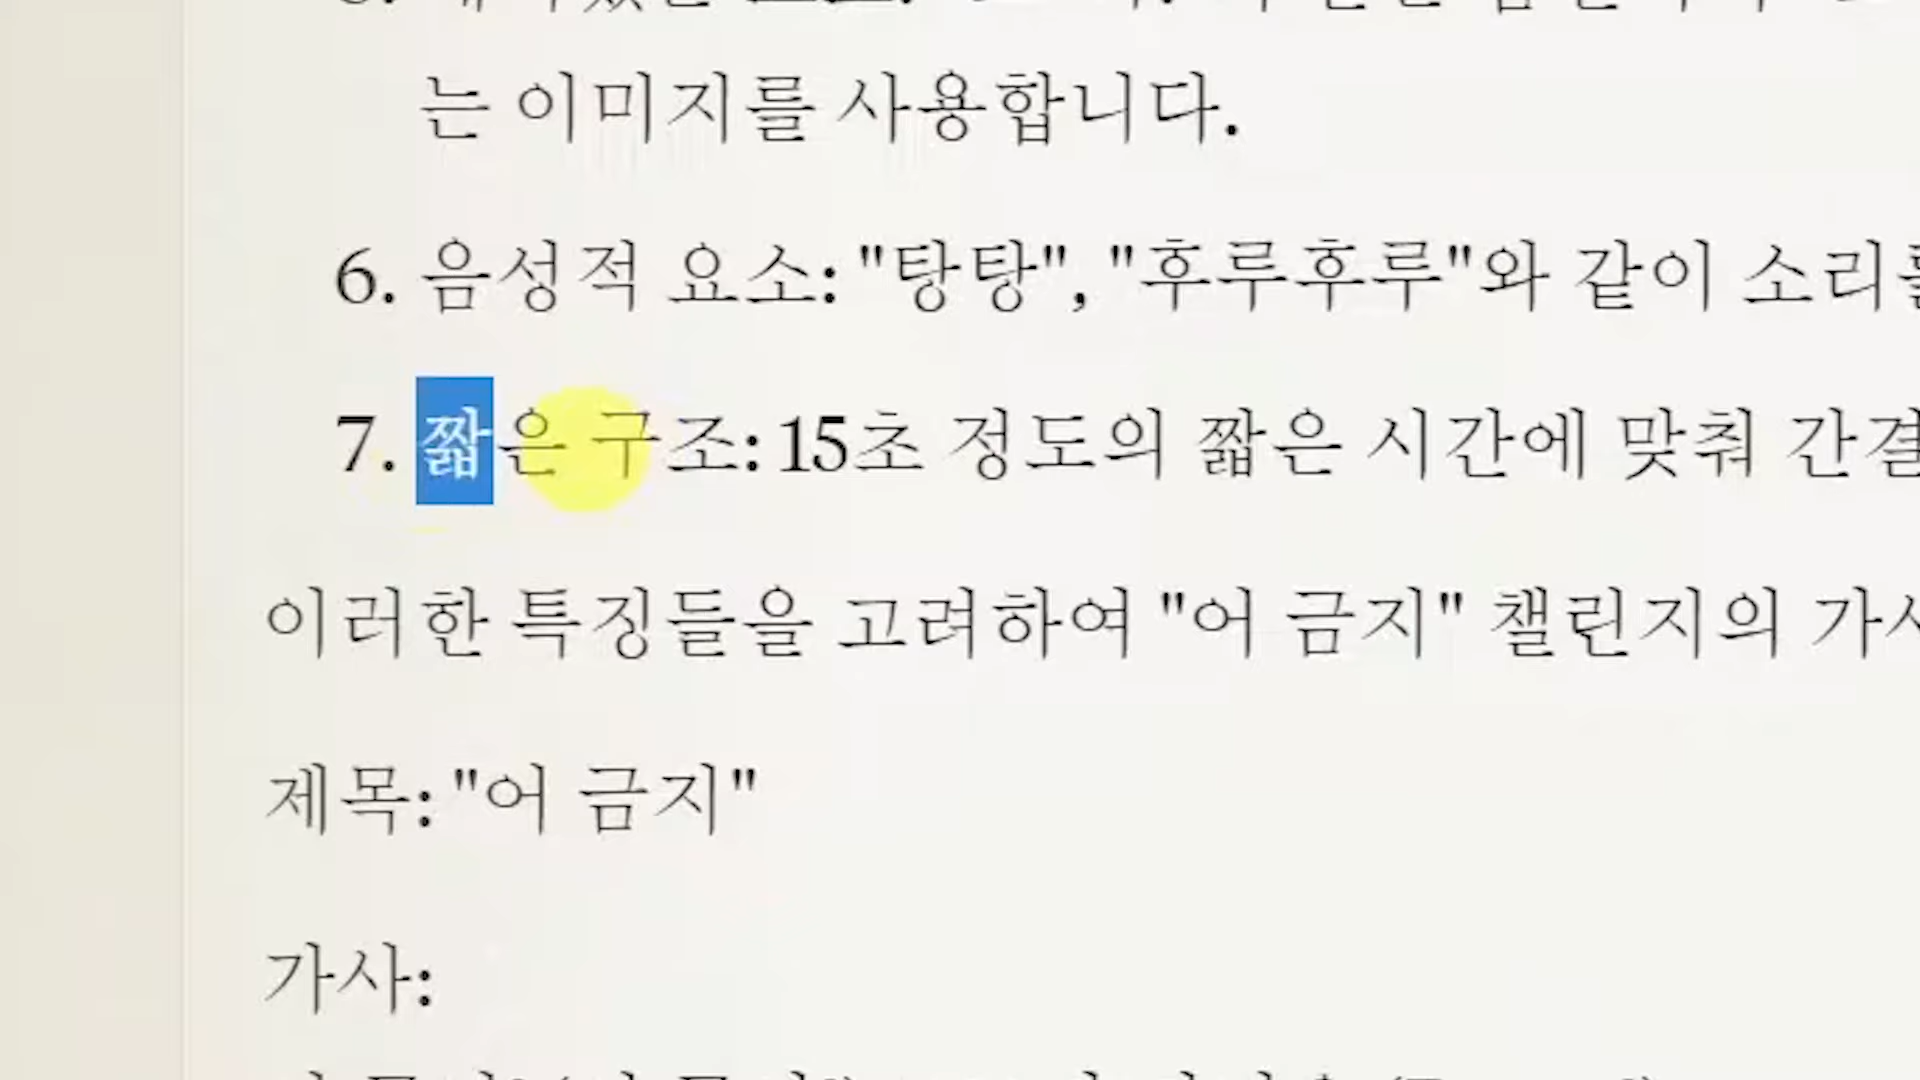 는 이미지를 사용합니다.
6. 음성적 요소: "탕탕", "후루후루"와 같이 소리를
7. 짧은 구조: 15초 정도의 짧은 시간에 맞춰 간결
이러한 특징들을 고려하여 "어 금지" 챌린지의 가사
제목: "어 금지"
가사: